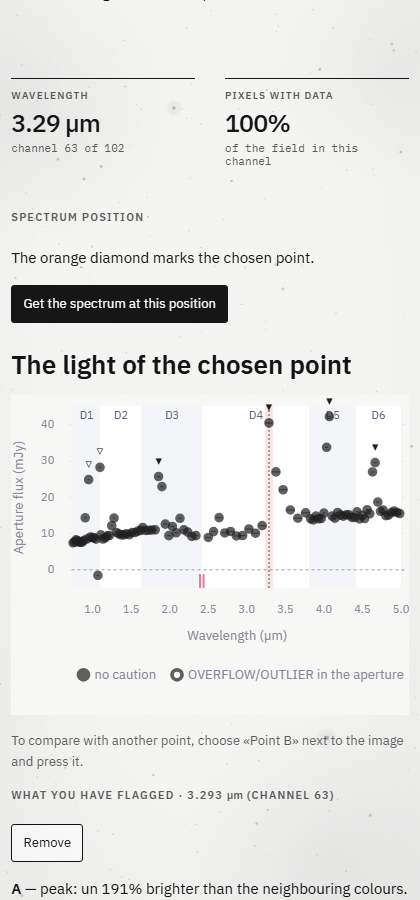 WAVELENGTH
3.29 µm
channel 63 of 102
PIXELS WITH DATA
100%
of the field in this
channel
SPECTRUM POSITION
The orange diamond marks the chosen point.
Get the spectrum at this position
The light of the chosen point
D1 D2 D3 D4 D5 D6
Aperture flux (mJy)
40
30
20
10
0
1.0 1.5 2.0 2.5 3.0 3.5 4.0 4.5 5.0
Wavelength (µm)
no caution OVERFLOW/OUTLIER in the aperture
To compare with another point, choose «Point B» next to the image
and press it.
WHAT YOU HAVE FLAGGED · 3.293 µm (CHANNEL 63)
Remove
A — peak: un 191% brighter than the neighbouring colours.